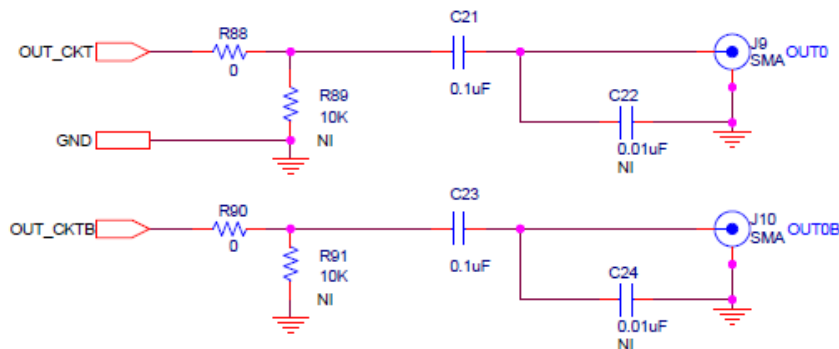 C21
R88
J9
OUT_CKT
OUT0
SMA
0
R89
0.1uF
C22
10K
GND
NI
0.01uF
NI
C23
R90
J10
OUT_CKTB
OUT0B
SMA
0
R91
0.1uF
C24
10K
NI
0.01uF
NI